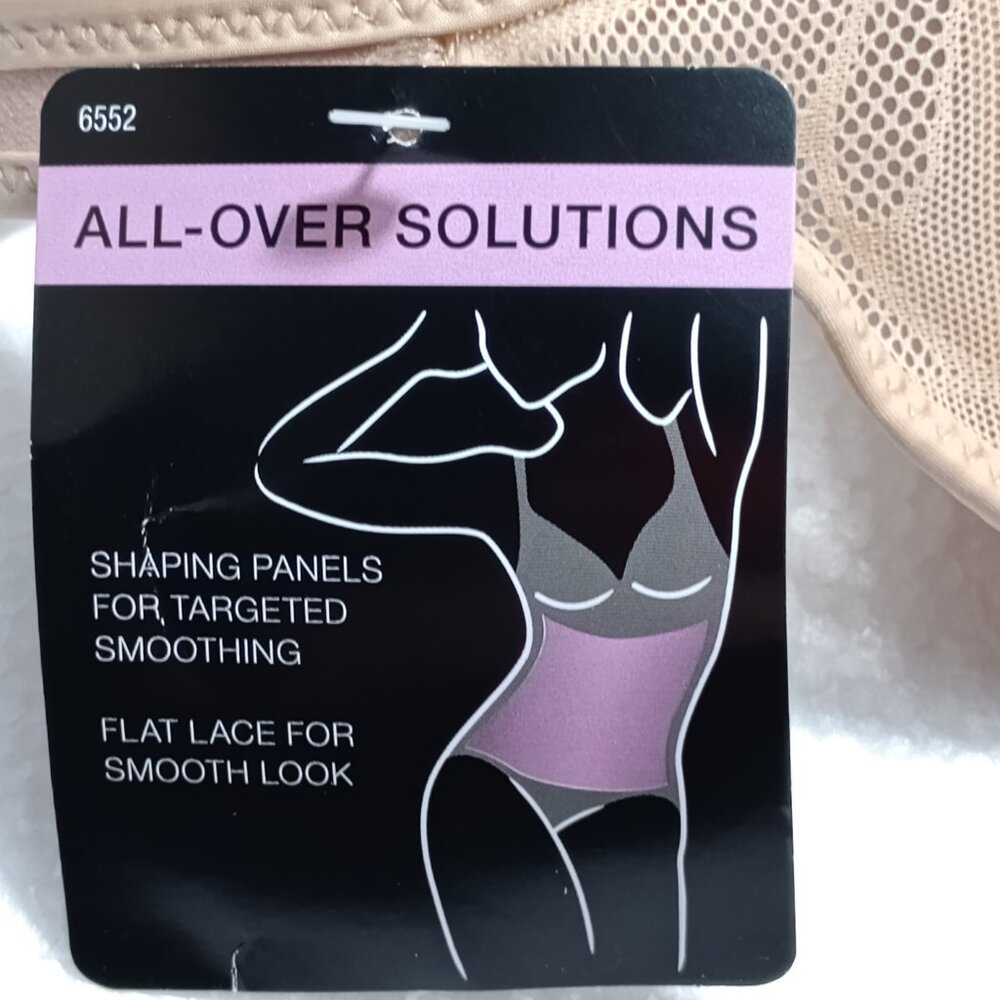 6552
ALL-OVER SOLUTIONS
SHAPING PANELS
FOR TARGETED
SMOOTHING
FLAT LACE FOR
SMOOTH LOOK